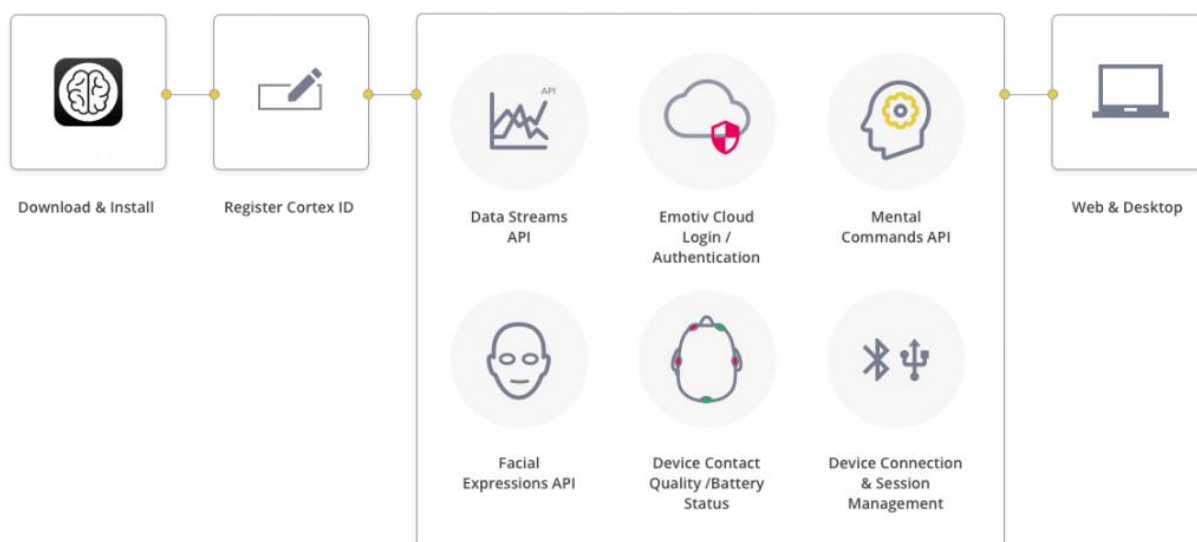 Download & Install
Register Cortex ID
API
Data Streams
API
Emotiv Cloud
Login /
Authentication
Mental
Commands API
Facial
Expressions API
Device Contact
Quality /Battery
Status
Device Connection
& Session
Management
Web & Desktop